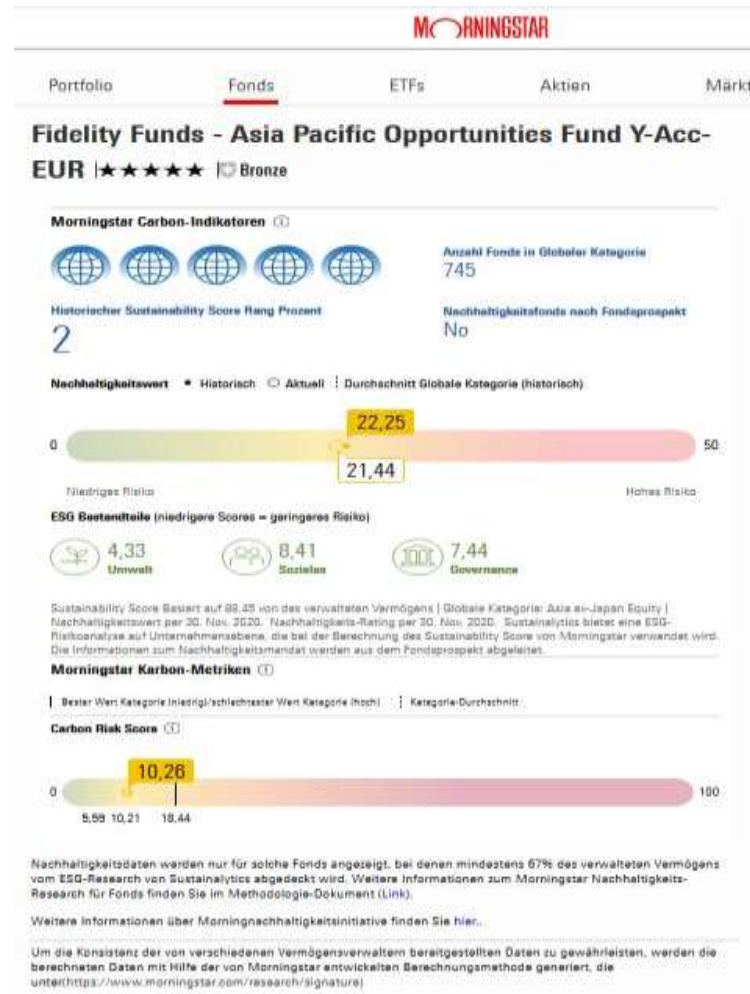 MORNINGSTAR
Portfolio Fonds ETFs Aktien Märkt
Fidelity Funds - Asia Pacific Opportunities Fund Y-Acc-
EUR ★★★★★ Bronze
Morningstar Carbon-Indikatoren
Anzahl Fonds in Globaler Kategorie
745
Historischer Sustainability Score Rang Prozent
2
Nachhaltigkeitsfonds nach Fondsprospekt
No
Nachhaltigkeitswert Historisch Aktuell Durchschnitt Globale Kategorie (historisch)
22,25
0 50
21,44
Niedriges Risiko Hohes Risiko
ESG Bestandteile (niedrigere Scores = geringeres Risiko)
4,33 8,41 7,44
Umwelt Soziales Governance
Sustainability Score Basiert auf 88,45 von des verwalteten Vermögens | Globale Kategorie: Asia ex-Japan Equity |
Nachhaltigkeitswert per 30. Nov. 2020. Nachhaltigkeits-Rating per 30. Nov. 2020. Sustainalytics bietet eine ESG-
Risikoanalyse auf Unternehmensebene, die bei der Berechnung des Sustainability Score von Morningstar verwendet wird.
Die Informationen zum Nachhaltigkeitsmandat werden aus dem Fondsprospekt abgeleitet.
Morningstar Karbon-Metriken
Bester Wert Kategorie (niedrig)/schlechtester Wert Kategorie (hoch) Kategorie-Durchschnitt
Carbon Risk Score
10,26
0 100
5,59 10,21 18,44
Nachhaltigkeitsdaten werden nur für solche Fonds angezeigt, bei denen mindestens 67% des verwalteten Vermögens
vom ESG-Research von Sustainalytics abgedeckt wird. Weitere Informationen zum Morningstar Nachhaltigkeits-
Research für Fonds finden Sie im Methodologie-Dokument (Link).
Weitere Informationen über Morningnachhaltigkeitsinitiative finden Sie hier..
Um die Konsistenz der von verschiedenen Vermögensverwaltern bereitgestellten Daten zu gewährleisten, werden die
berechneten Daten mit Hilfe der von Morningstar entwickelten Berechnungsmethode generiert, die
unter(https://www.morningstar.com/research/signature)